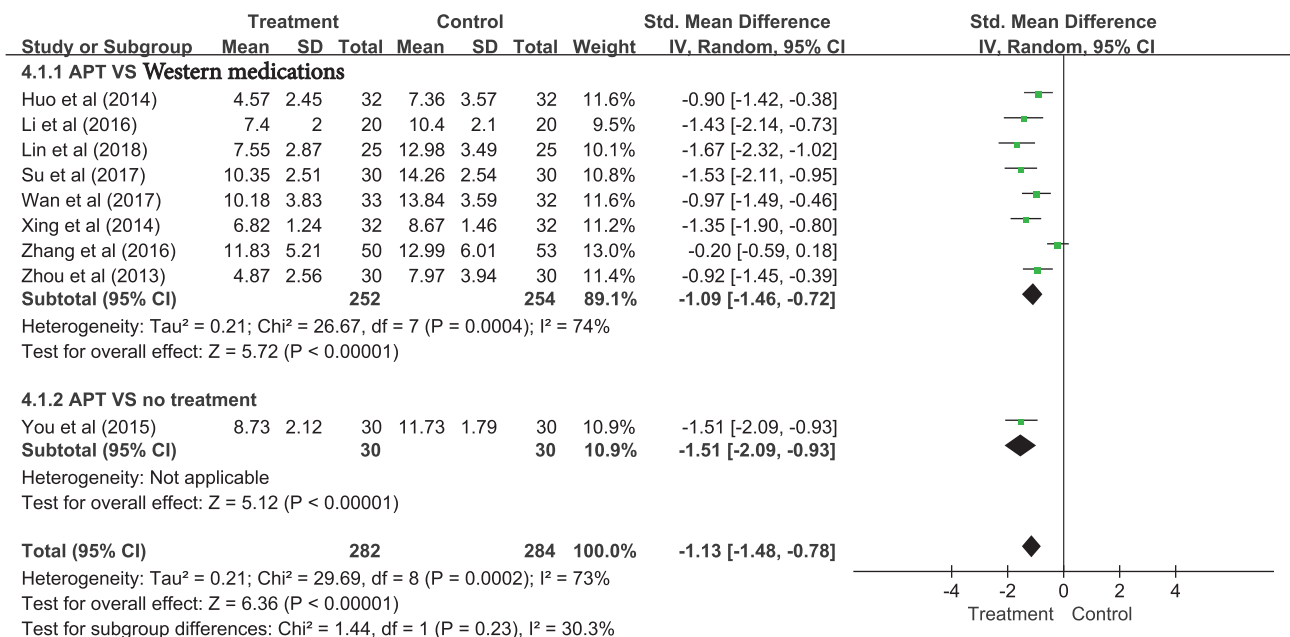 Treatment Control Std. Mean Difference Std. Mean Difference
Study or Subgroup Mean SD Total Mean SD Total Weight IV, Random, 95% CI IV, Random, 95% CI
4.1.1 APT VS Western medications
Huo et al (2014) 4.57 2.45 32 7.36 3.57 32 11.6% -0.90 [-1.42, -0.38]
Li et al (2016) 7.4 2 20 10.4 2.1 20 9.5% -1.43 [-2.14, -0.73]
Lin et al (2018) 7.55 2.87 25 12.98 3.49 25 10.1% -1.67 [-2.32, -1.02]
Su et al (2017) 10.35 2.51 30 14.26 2.54 30 10.8% -1.53 [-2.11, -0.95]
Wan et al (2017) 10.18 3.83 33 13.84 3.59 32 11.6% -0.97 [-1.49, -0.46]
Xing et al (2014) 6.82 1.24 32 8.67 1.46 32 11.2% -1.35 [-1.90, -0.80]
Zhang et al (2016) 11.83 5.21 50 12.99 6.01 53 13.0% -0.20 [-0.59, 0.18]
Zhou et al (2013) 4.87 2.56 30 7.97 3.94 30 11.4% -0.92 [-1.45, -0.39]
Subtotal (95% CI) 252 254 89.1% -1.09 [-1.46, -0.72]
Heterogeneity: Tau² = 0.21; Chi² = 26.67, df = 7 (P = 0.0004); I² = 74%
Test for overall effect: Z = 5.72 (P < 0.00001)
4.1.2 APT VS no treatment
You et al (2015) 8.73 2.12 30 11.73 1.79 30 10.9% -1.51 [-2.09, -0.93]
Subtotal (95% CI) 30 30 10.9% -1.51 [-2.09, -0.93]
Heterogeneity: Not applicable
Test for overall effect: Z = 5.12 (P < 0.00001)
Total (95% CI) 282 284 100.0% -1.13 [-1.48, -0.78]
Heterogeneity: Tau² = 0.21; Chi² = 29.69, df = 8 (P = 0.0002); I² = 73%
Test for overall effect: Z = 6.36 (P < 0.00001)
Test for subgroup differences: Chi² = 1.44, df = 1 (P = 0.23), I² = 30.3%
-4 -2 0 2 4
Treatment Control